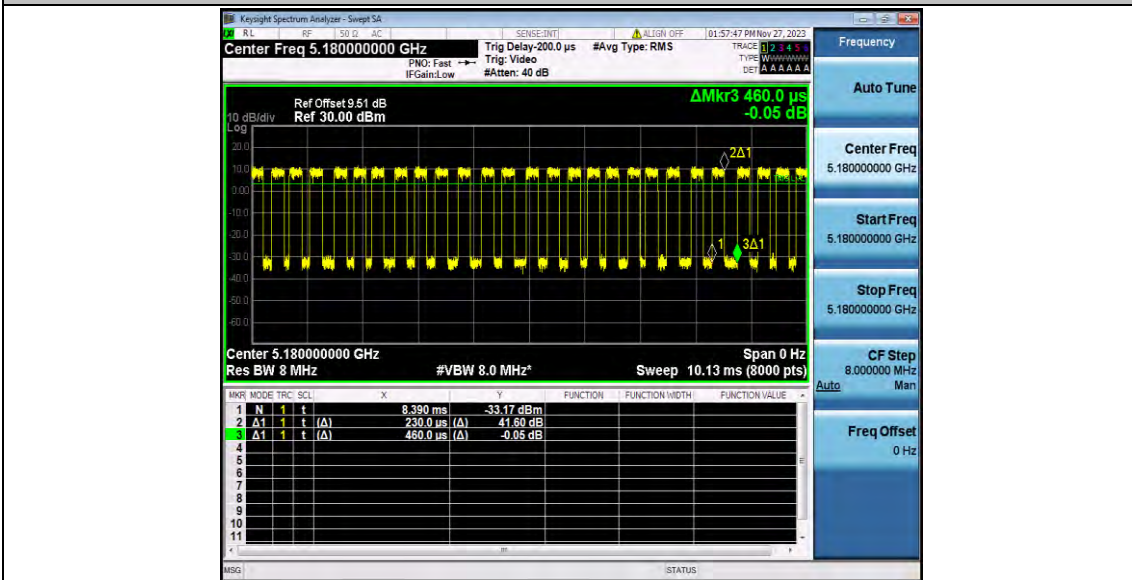 Keysight Spectrum Analyzer - Swept SA
RL RF 50 Ω AC SENSE:INT ALIGN OFF 01:57:47 PM Nov 27, 2023
Center Freq 5.180000000 GHz Trig Delay-200.0 µs #Avg Type: RMS TRACE 1 2 3 4 5 6
PNO: Fast Trig: Video TYPE W
IFGain:Low #Atten: 40 dB DET A A A A A A
Frequency
Auto Tune
Center Freq
5.180000000 GHz
Start Freq
5.180000000 GHz
Stop Freq
5.180000000 GHz
CF Step
8.000000 MHz
Auto Man
Freq Offset
0 Hz
ΔMkr3 460.0 µs
-0.05 dB
Ref Offset 9.51 dB
10 dB/div Ref 30.00 dBm
Log
20.0
10.0
0.00
-10.0
-20.0
-30.0
-40.0
-50.0
-60.0
2Δ1
1
3Δ1
Center 5.180000000 GHz Span 0 Hz
Res BW 8 MHz #VBW 8.0 MHz* Sweep 10.13 ms (8000 pts)
MKR MODE TRC SCL X Y FUNCTION FUNCTION WIDTH FUNCTION VALUE
1 N 1 t 8.390 ms -33.17 dBm
2 Δ1 1 t (Δ) 230.0 µs (Δ) 41.60 dB
3 Δ1 1 t (Δ) 460.0 µs (Δ) -0.05 dB
4
5
6
7
8
9
10
11
MSG STATUS